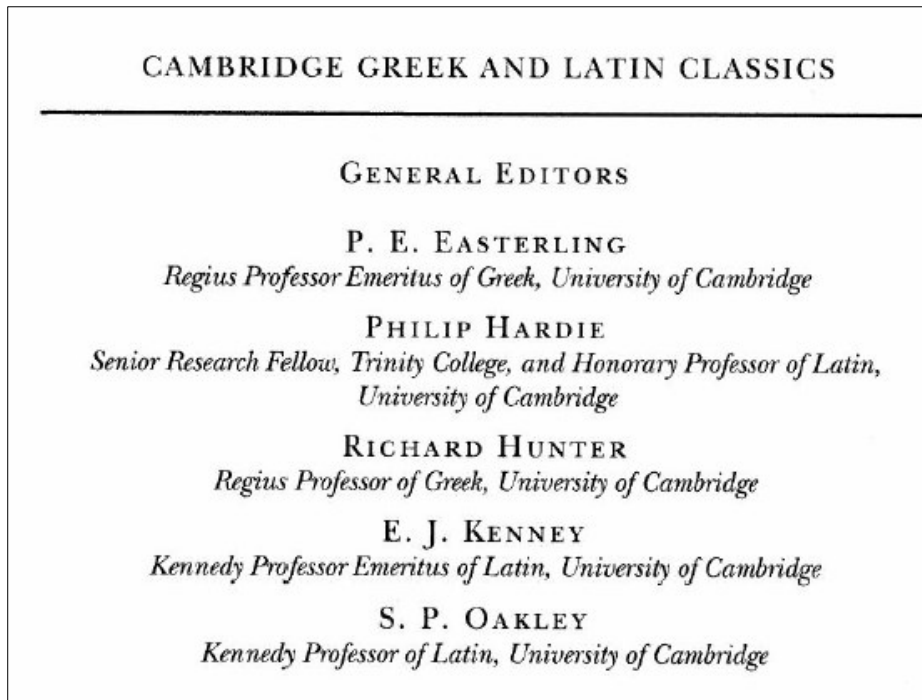 CAMBRIDGE GREEK AND LATIN CLASSICS
GENERAL EDITORS
P. E. EASTERLING
Regius Professor Emeritus of Greek, University of Cambridge
PHILIP HARDIE
Senior Research Fellow, Trinity College, and Honorary Professor of Latin,
University of Cambridge
RICHARD HUNTER
Regius Professor of Greek, University of Cambridge
E. J. KENNEY
Kennedy Professor Emeritus of Latin, University of Cambridge
S. P. OAKLEY
Kennedy Professor of Latin, University of Cambridge